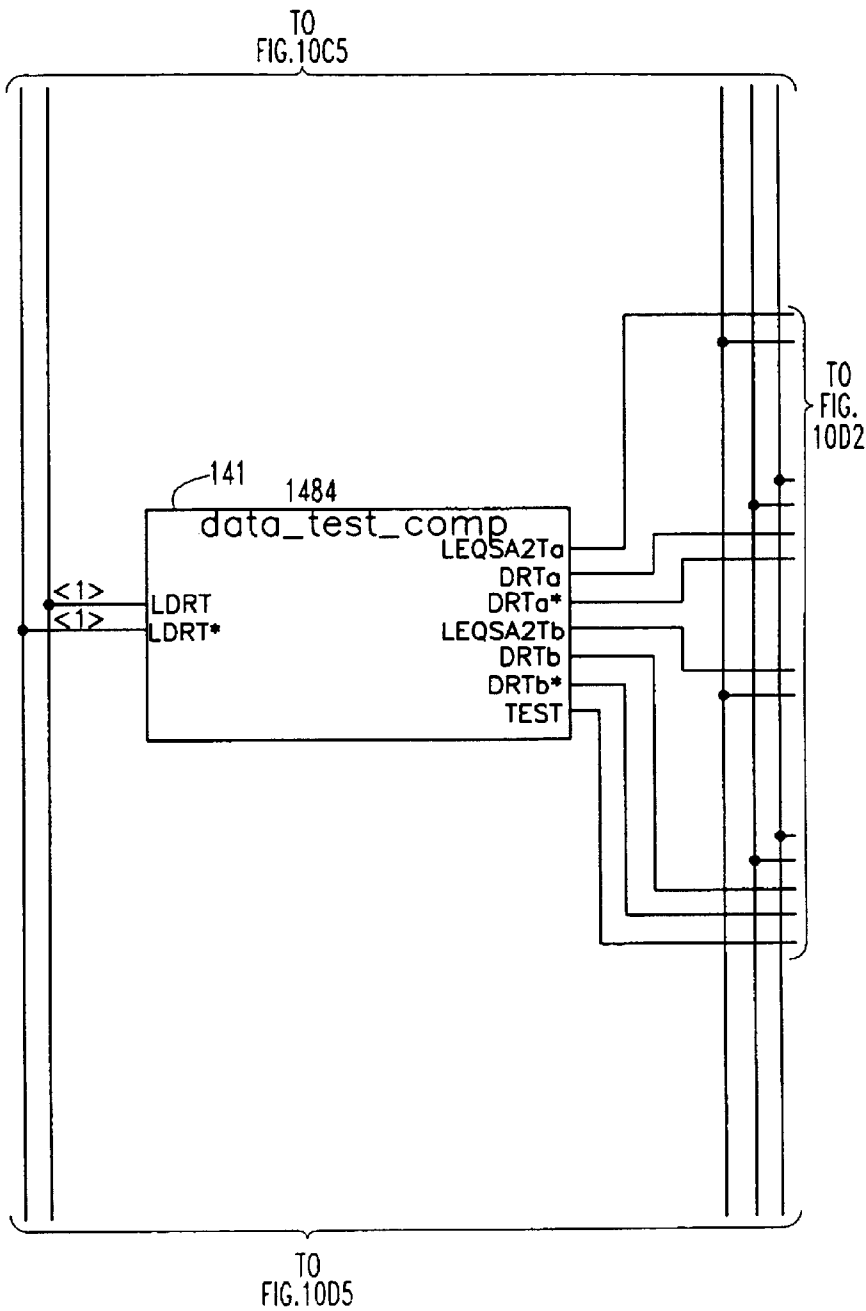 TO
FIG.10C5
TO
FIG.
10D2
141
1484
data_test_comp
LEQSA2Ta
DRTa
<1>
LDRT
DRTa*
<1>
LDRT*
LEQSA2Tb
DRTb
DRTb*
TEST
TO
FIG.10D5